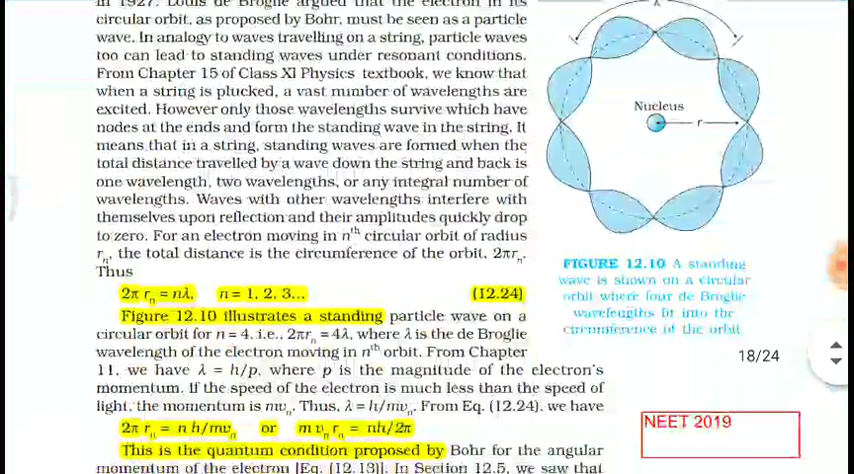 in 1927. Louis de Broglie argued that the electron in its
circular orbit, as proposed by Bohr, must be seen as a particle
wave. In analogy to waves travelling on a string, particle waves
too can lead to standing waves under resonant conditions.
From Chapter 15 of Class XI Physics textbook, we know that
when a string is plucked, a vast number of wavelengths are
excited. However only those wavelengths survive which have
nodes at the ends and form the standing wave in the string. It
means that in a string, standing waves are formed when the
total distance travelled by a wave down the string and back is
one wavelength, two wavelengths, or any integral number of
wavelengths. Waves with other wavelengths interfere with
themselves upon reflection and their amplitudes quickly drop
to zero. For an electron moving in nᵗʰ circular orbit of radius
rₙ, the total distance is the circumference of the orbit, 2πrₙ.
Thus
2π rₙ = nλ, n = 1, 2, 3... (12.24)
Figure 12.10 illustrates a standing particle wave on a
circular orbit for n = 4, i.e., 2πrₙ = 4λ, where λ is the de Broglie
wavelength of the electron moving in nᵗʰ orbit. From Chapter
11, we have λ = h/p, where p is the magnitude of the electron's
momentum. If the speed of the electron is much less than the speed of
light, the momentum is mvₙ. Thus, λ = h/mvₙ. From Eq. (12.24), we have
2π rₙ = n h/mvₙ or m vₙ rₙ = nh/2π
This is the quantum condition proposed by Bohr for the angular
momentum of the electron [Eq. (12.13)]. In Section 12.5, we saw that
λ
Nucleus
r
FIGURE 12.10 A standing
wave is shown on a circular
orbit where four de Broglie
wavelengths fit into the
circumference of the orbit.
18/24
NEET 2019